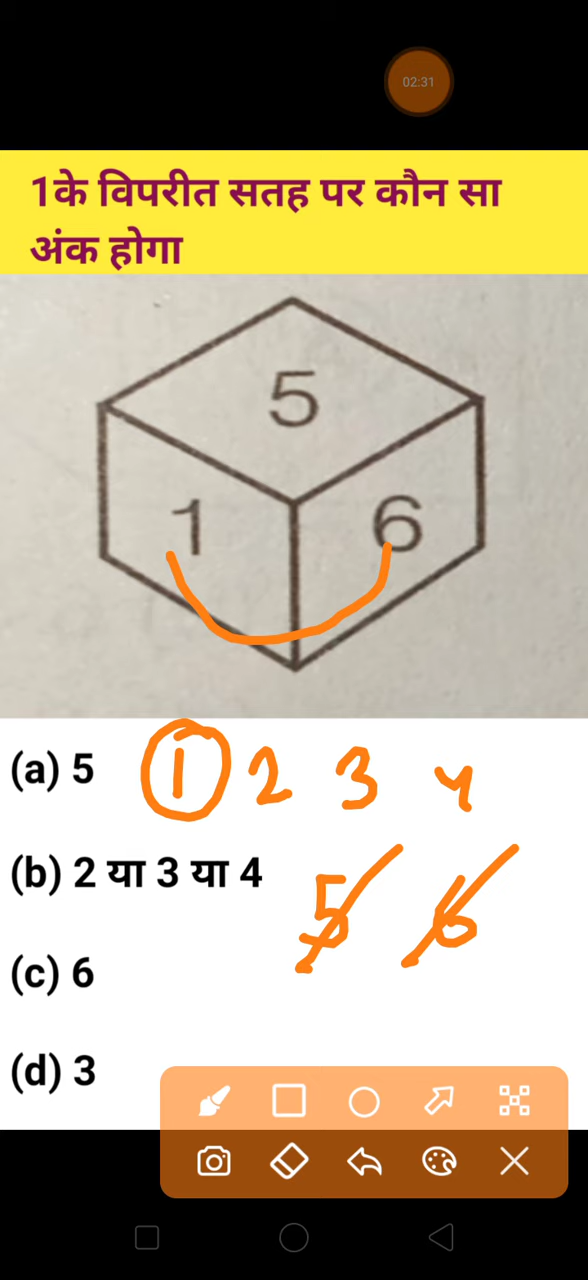 02:31
1के विपरीत सतह पर कौन सा
अंक होगा
5
1 6
(a) 5 1 2 3 4
(b) 2 या 3 या 4
5 6
(c) 6
(d) 3